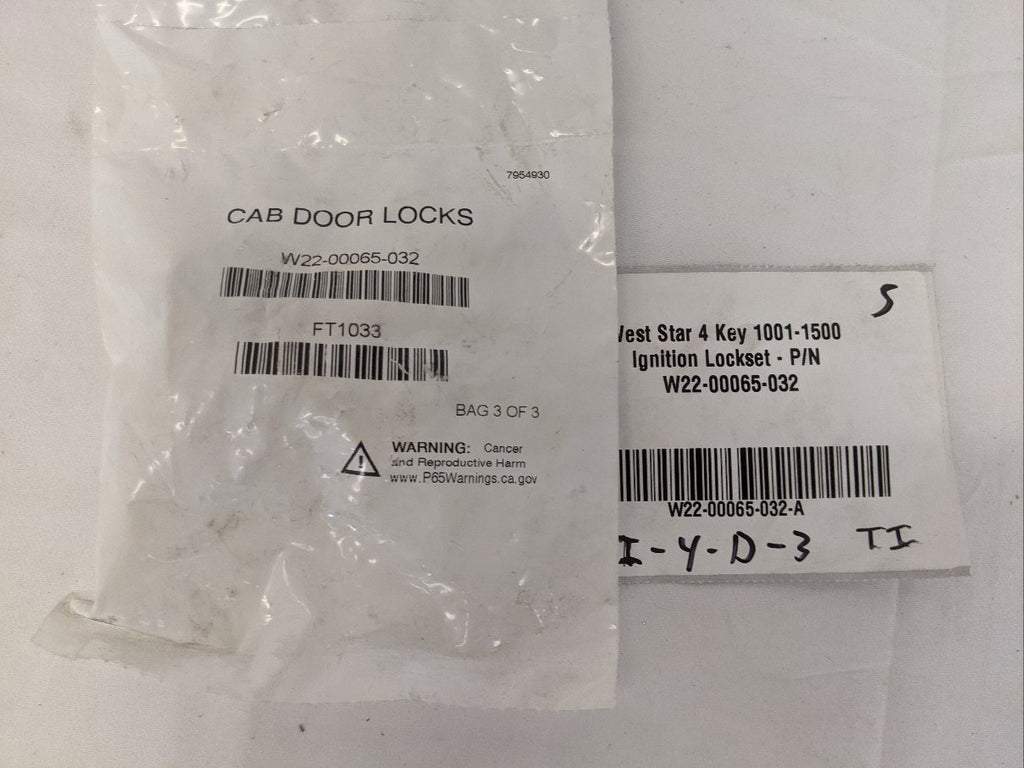 7954930
CAB DOOR LOCKS
W22-00065-032
FT1033
BAG 3 OF 3
WARNING: Cancer
and Reproductive Harm
www.P65Warnings.ca.gov
S
West Star 4 Key 1001-1500
Ignition Lockset - P/N
W22-00065-032
W22-00065-032-A
I-4-D-3 TI